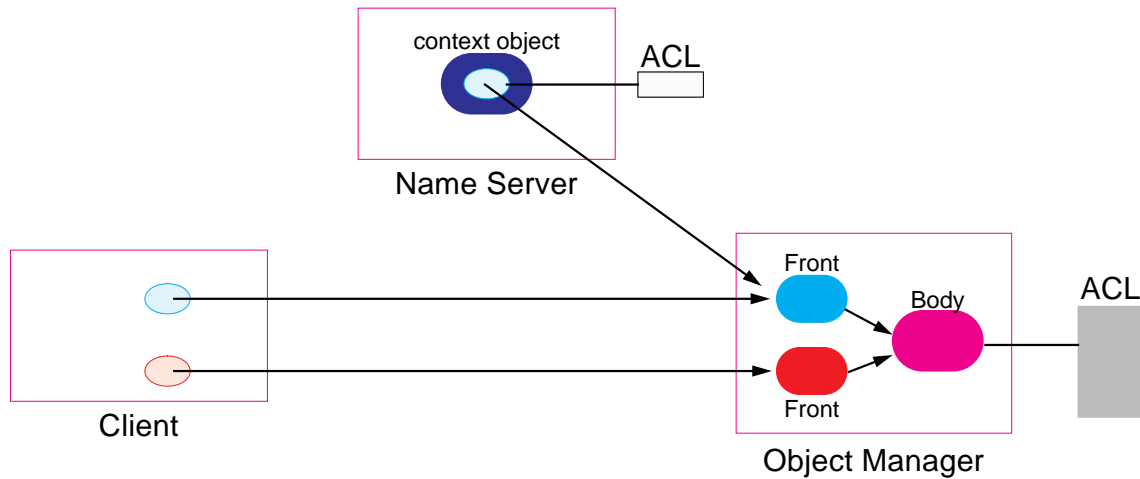 context object
ACL
Name Server
Front
Body
ACL
Front
Client
Object Manager